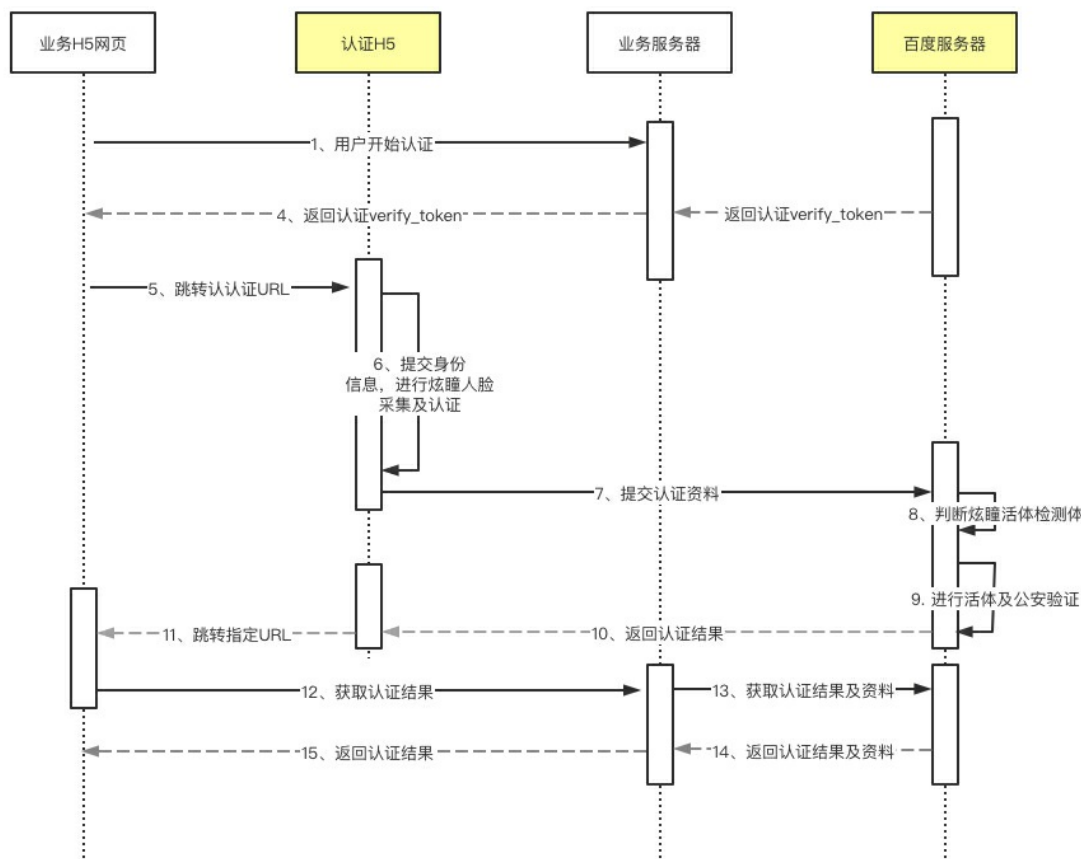 业务H5网页
认证H5
业务服务器
百度服务器
1、用户开始认证
4、返回认证verify_token
返回认证verify_token
5、跳转认认证URL
6、提交身份
信息，进行炫瞳人脸
采集及认证
7、提交认证资料
8、判断炫瞳活体检测体
9. 进行活体及公安验证
10、返回认证结果
11、跳转指定URL
12、获取认证结果
13、获取认证结果及资料
14、返回认证结果及资料
15、返回认证结果